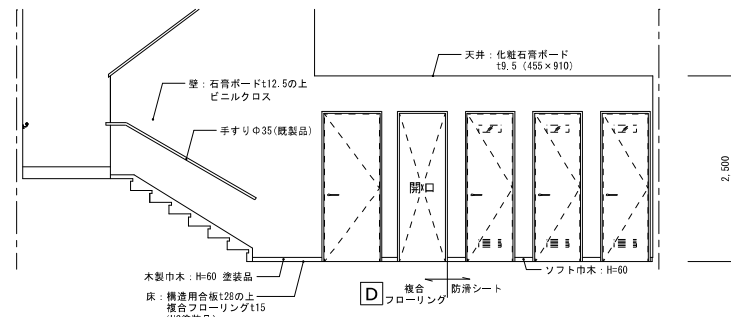 天井：化粧石膏ボード
t9.5 (455×910)
壁：石膏ボードt12.5の上
ビニルクロス
手すりΦ35(既製品)
開口
2,500
木製巾木：H=60 塗装品
ソフト巾木：H=60
床：構造用合板t28の上
複合フローリングt15
D
複合
フローリング
防滑シート